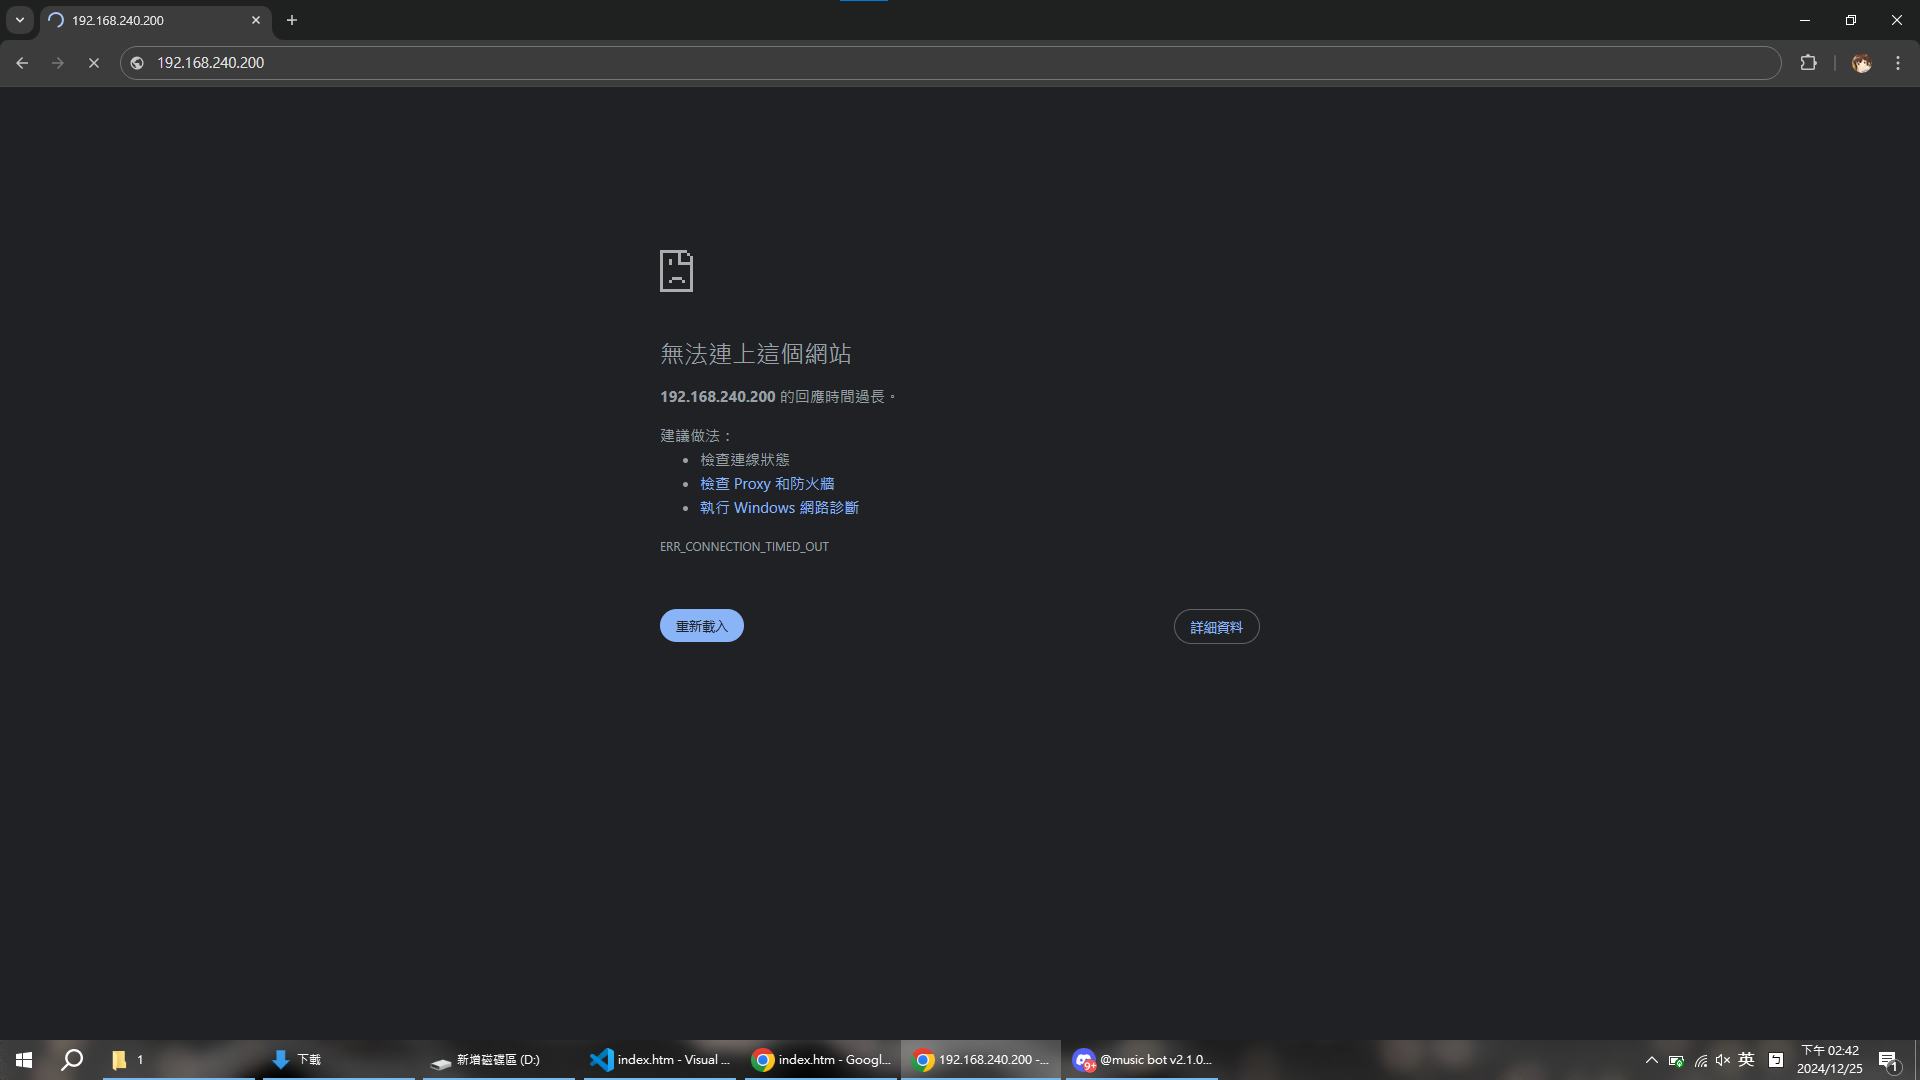 192.168.240.200
192.168.240.200
無法連上這個網站
192.168.240.200 的回應時間過長。
建議做法：
檢查連線狀態
檢查 Proxy 和防火牆
執行 Windows 網路診斷
ERR_CONNECTION_TIMED_OUT
重新載入
詳細資料
1
下載
新增磁碟區 (D:)
index.htm - Visual ...
index.htm - Googl...
192.168.240.200 -...
9+
@music bot v2.1.0...
英
下午 02:42
2024/12/25
1